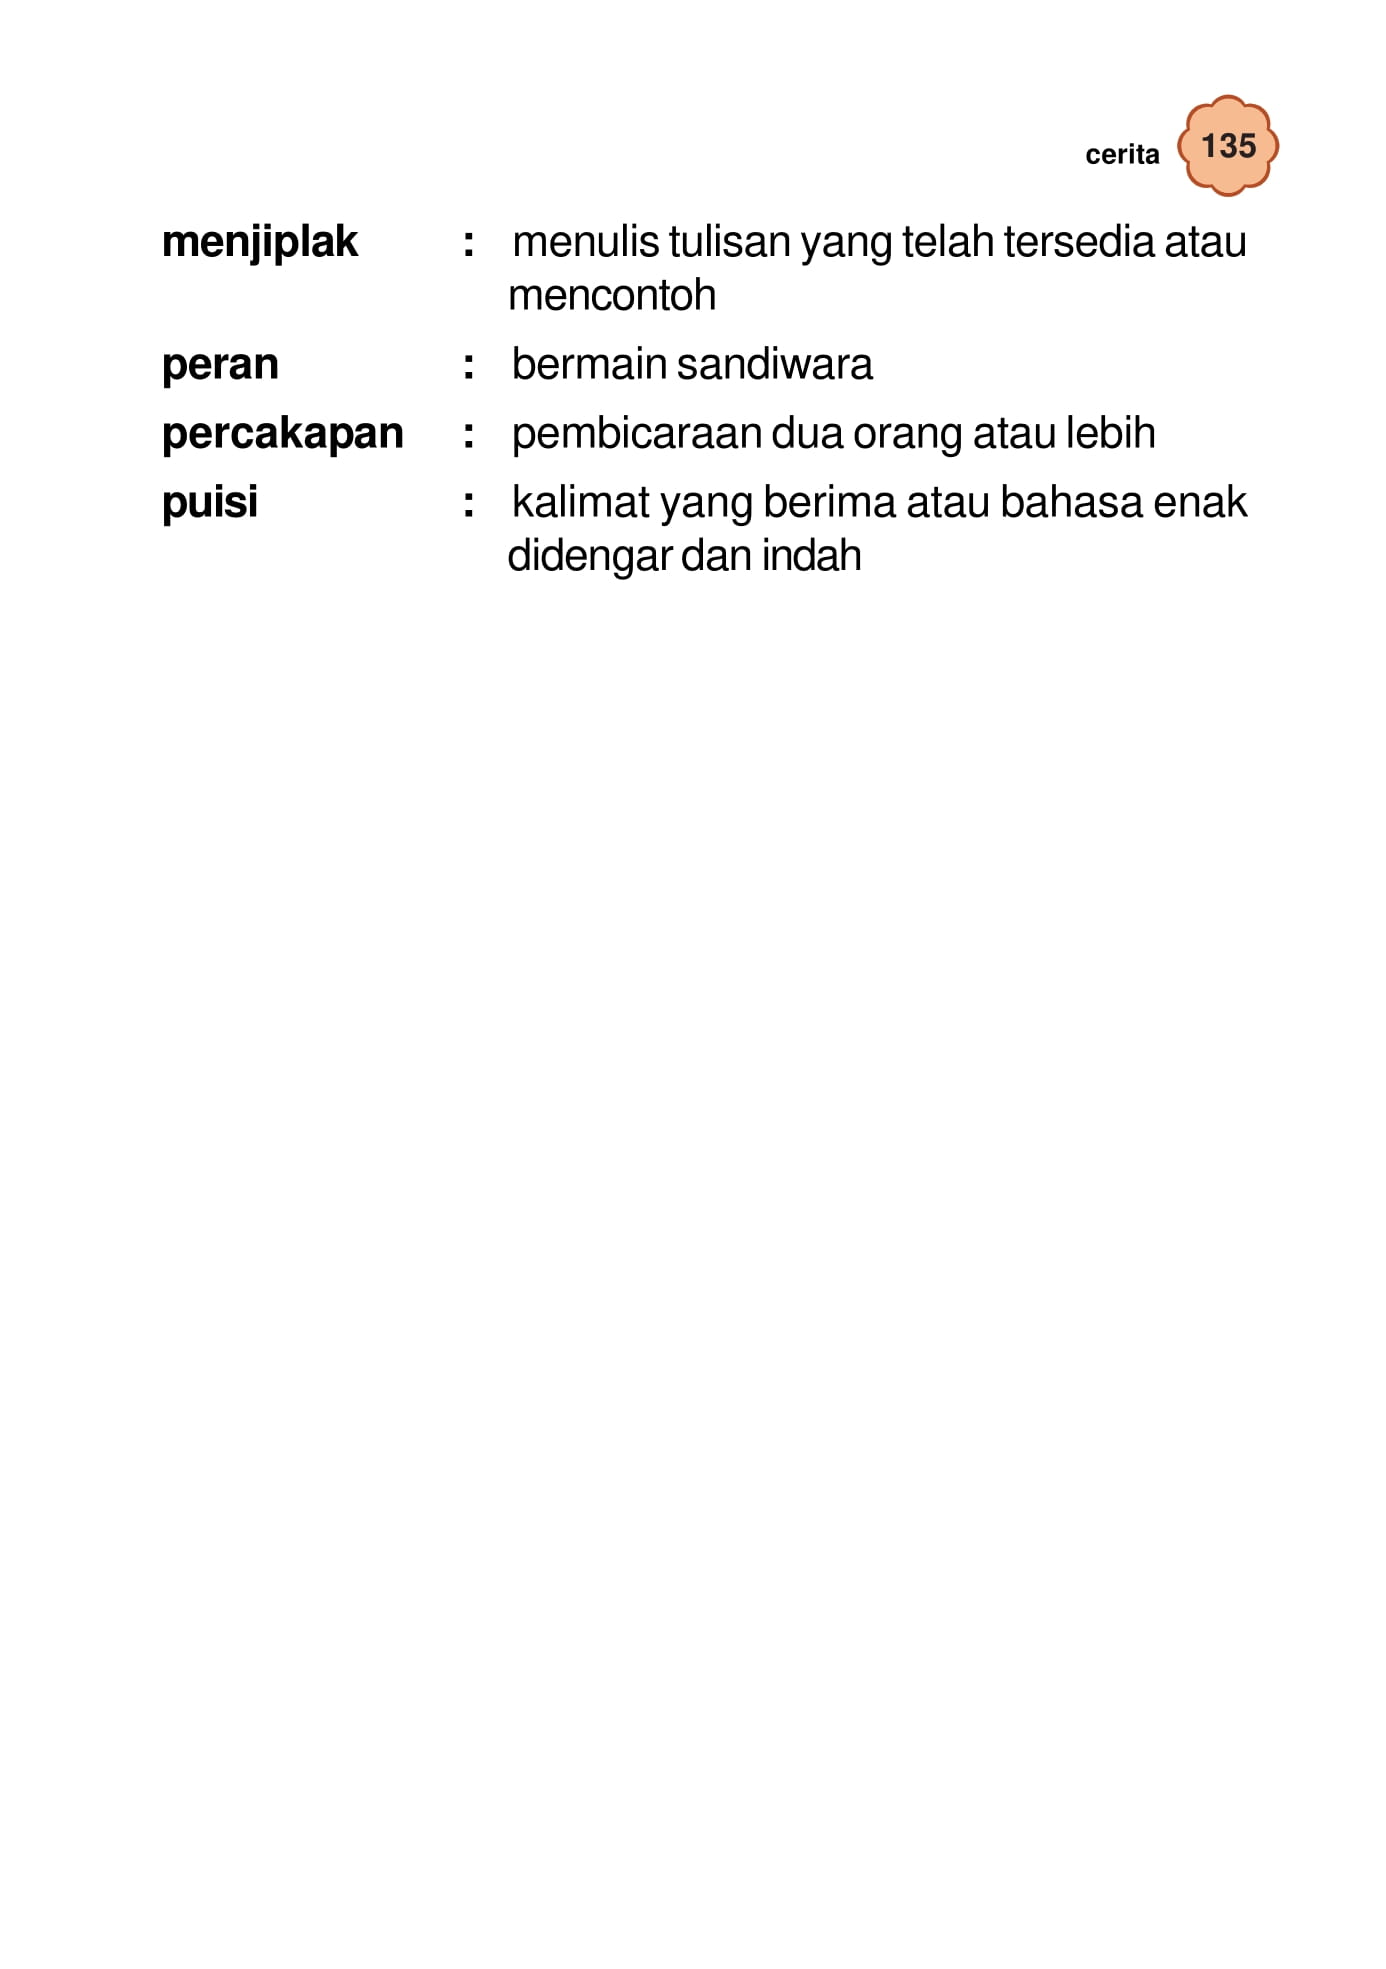 cerita 135
menjiplak : menulis tulisan yang telah tersedia atau
mencontoh
peran : bermain sandiwara
percakapan : pembicaraan dua orang atau lebih
puisi : kalimat yang berima atau bahasa enak
didengar dan indah